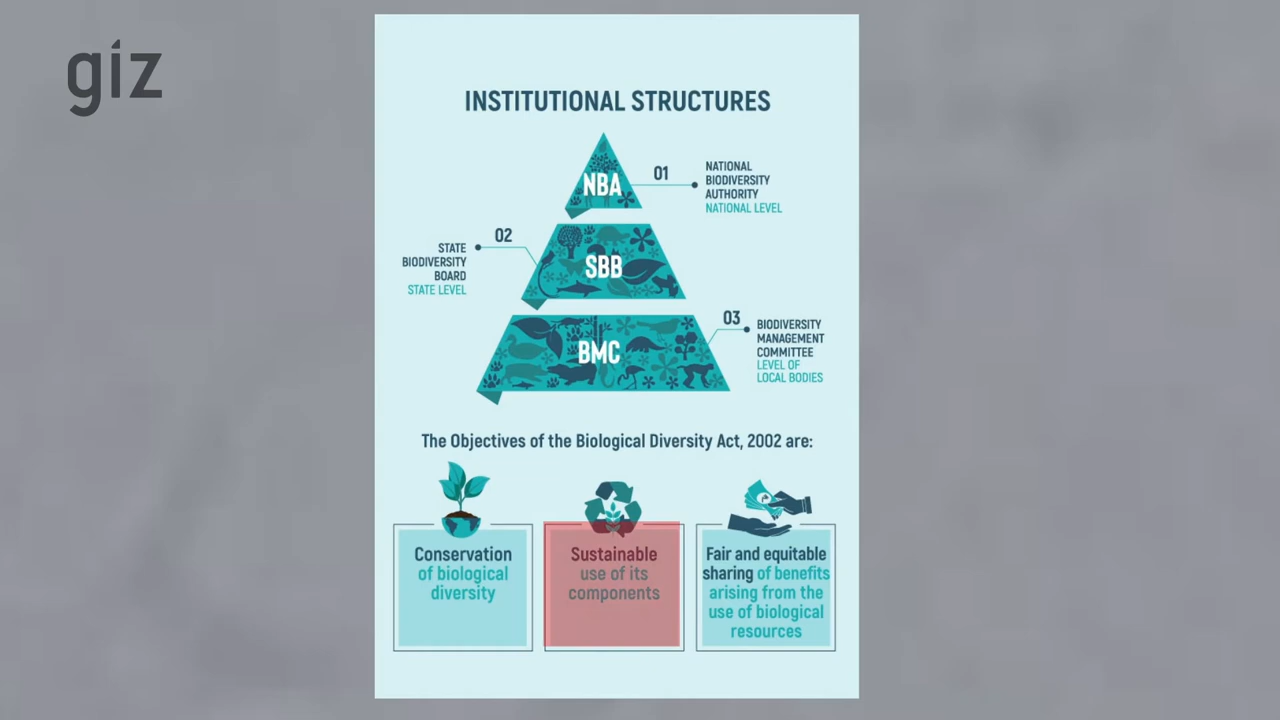 giz
INSTITUTIONAL STRUCTURES
NBA
01
NATIONAL
BIODIVERSITY
AUTHORITY
NATIONAL LEVEL
02
STATE
BIODIVERSITY
BOARD
STATE LEVEL
SBB
03
BIODIVERSITY
MANAGEMENT
COMMITTEE
LEVEL OF
LOCAL BODIES
BMC
The Objectives of the Biological Diversity Act, 2002 are:
Conservation
of biological
diversity
Sustainable
use of its
components
Fair and equitable
sharing of benefits
arising from the
use of biological
resources